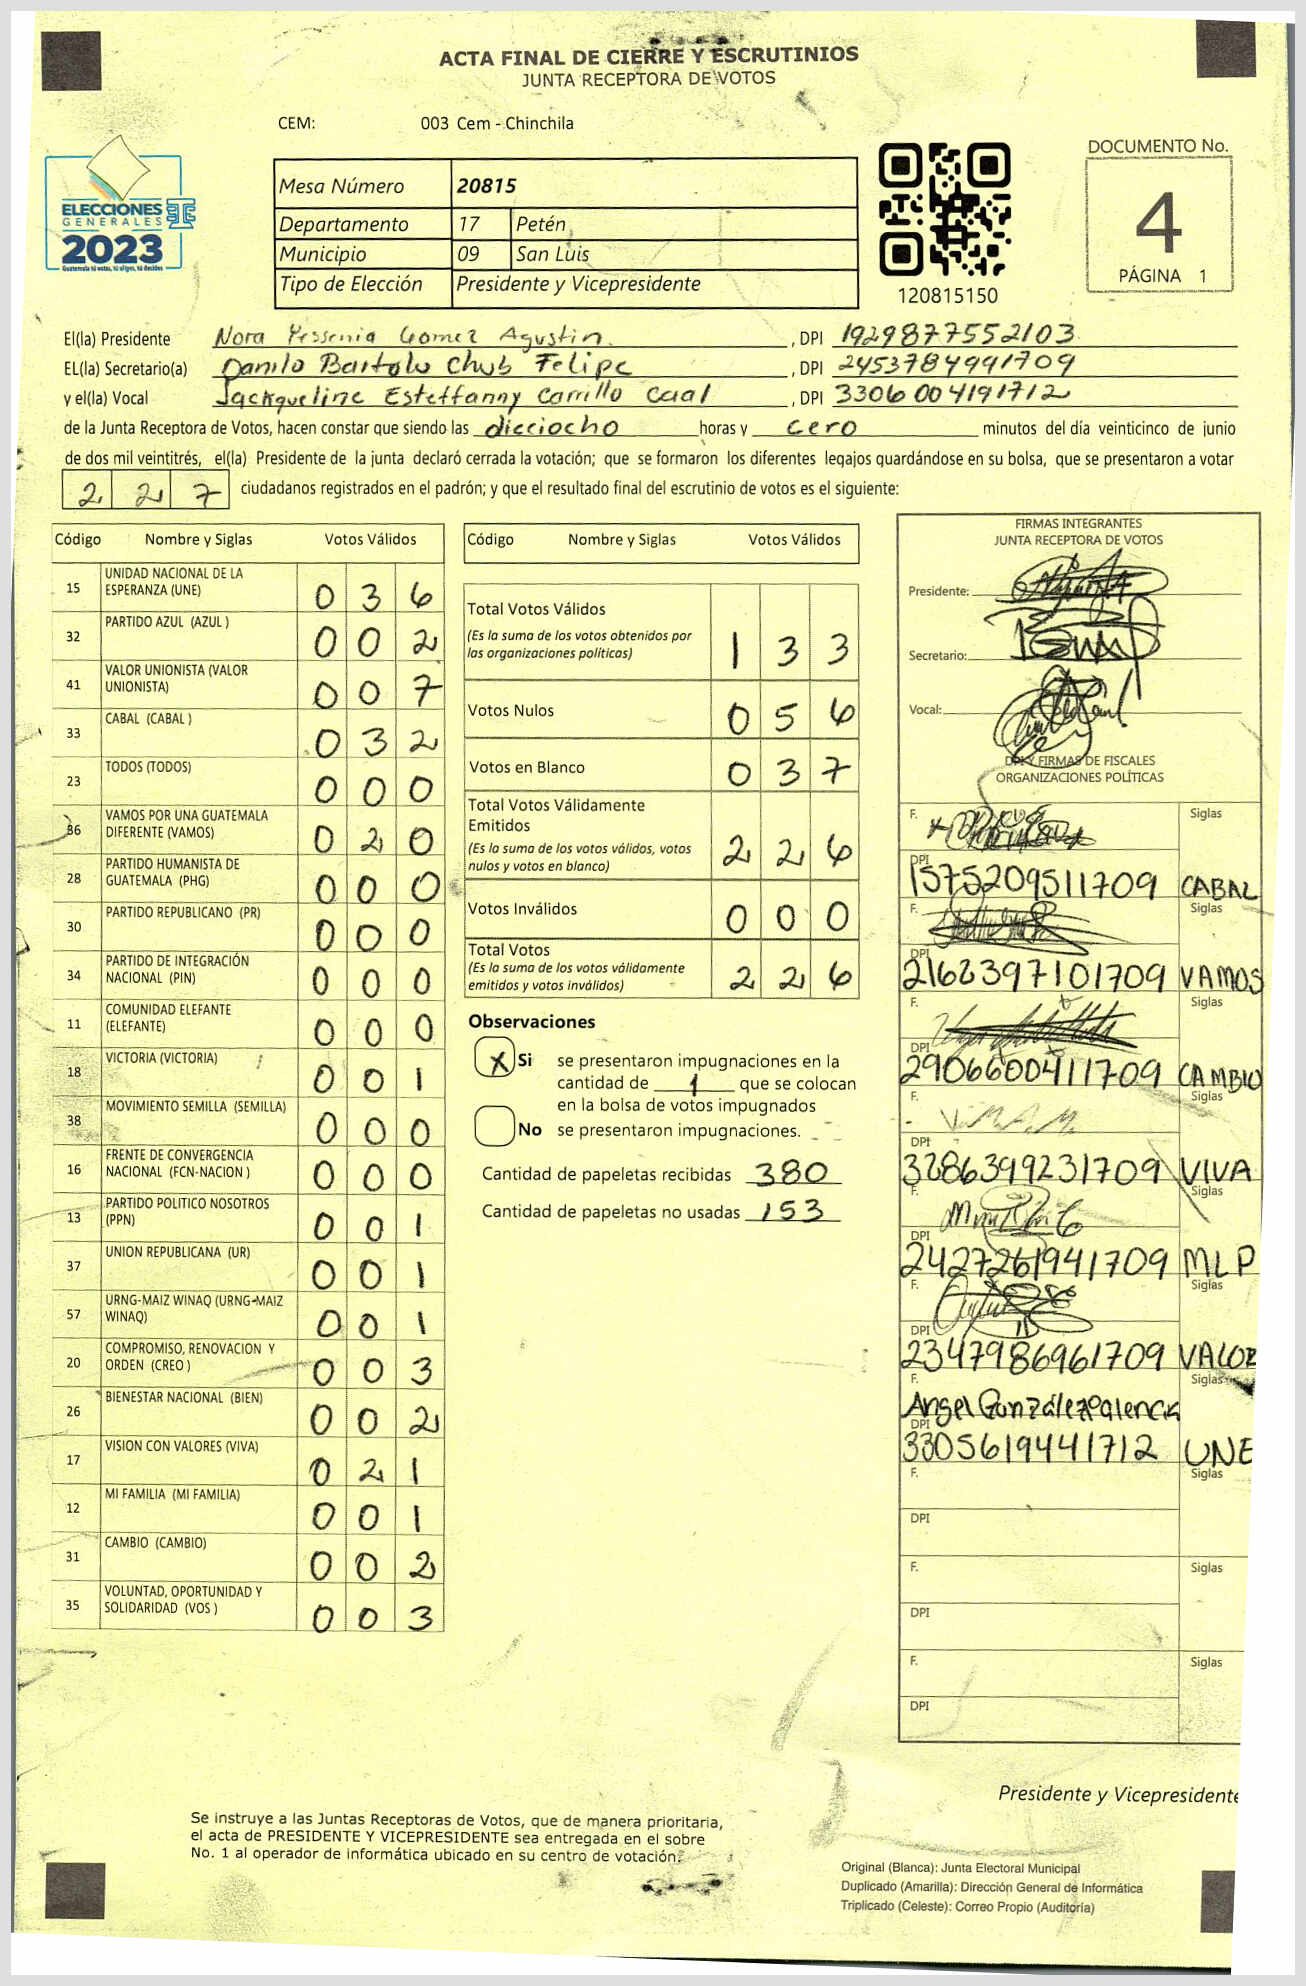 ACTA FINAL DE CIERRE Y ESCRUTINIOS
JUNTA RECEPTORA DE VOTOS
CEM: 003 Cem - Chinchila
ELECCIONES
GENERALES
2023
Guatemala tú votas, tú eliges, tú decides
Mesa Número 20815
Departamento 17 Petén
Municipio 09 San Luis
Tipo de Elección Presidente y Vicepresidente
120815150
DOCUMENTO No.
4
PÁGINA 1
El(la) Presidente Nora Yessenia Gomez Agustin , DPI 1929877552103
EL(la) Secretario(a) Danilo Bartolo Chub Felipe , DPI 2453784991709
y el(la) Vocal Jackqueline Esteffanny Carrillo Caal , DPI 3306004191712
de la Junta Receptora de Votos, hacen constar que siendo las dieciocho horas y cero minutos del día veinticinco de junio
de dos mil veintitrés, el(la) Presidente de la junta declaró cerrada la votación; que se formaron los diferentes legajos guardándose en su bolsa, que se presentaron a votar
2 2 7 ciudadanos registrados en el padrón; y que el resultado final del escrutinio de votos es el siguiente:
Código Nombre y Siglas Votos Válidos
15 UNIDAD NACIONAL DE LA ESPERANZA (UNE) 0 3 6
32 PARTIDO AZUL (AZUL ) 0 0 2
41 VALOR UNIONISTA (VALOR UNIONISTA) 0 0 7
33 CABAL (CABAL ) 0 3 2
23 TODOS (TODOS) 0 0 0
86 VAMOS POR UNA GUATEMALA DIFERENTE (VAMOS) 0 2 0
28 PARTIDO HUMANISTA DE GUATEMALA (PHG) 0 0 0
30 PARTIDO REPUBLICANO (PR) 0 0 0
34 PARTIDO DE INTEGRACIÓN NACIONAL (PIN) 0 0 0
11 COMUNIDAD ELEFANTE (ELEFANTE) 0 0 0
18 VICTORIA (VICTORIA) 0 0 1
38 MOVIMIENTO SEMILLA (SEMILLA) 0 0 0
16 FRENTE DE CONVERGENCIA NACIONAL (FCN-NACION ) 0 0 0
13 PARTIDO POLITICO NOSOTROS (PPN) 0 0 1
37 UNION REPUBLICANA (UR) 0 0 1
57 URNG-MAIZ WINAQ (URNG-MAIZ WINAQ) 0 0 1
20 COMPROMISO, RENOVACION Y ORDEN (CREO ) 0 0 3
26 BIENESTAR NACIONAL (BIEN) 0 0 2
17 VISION CON VALORES (VIVA) 0 2 1
12 MI FAMILIA (MI FAMILIA) 0 0 1
31 CAMBIO (CAMBIO) 0 0 2
35 VOLUNTAD, OPORTUNIDAD Y SOLIDARIDAD (VOS ) 0 0 3
Código Nombre y Siglas Votos Válidos
Total Votos Válidos
(Es la suma de los votos obtenidos por las organizaciones políticas) 1 3 3
Votos Nulos 0 5 6
Votos en Blanco 0 3 7
Total Votos Válidamente Emitidos
(Es la suma de los votos válidos, votos nulos y votos en blanco) 2 2 6
Votos Inválidos 0 0 0
Total Votos
(Es la suma de los votos válidamente emitidos y votos inválidos) 2 2 6
Observaciones
X Si se presentaron impugnaciones en la
cantidad de 1 que se colocan
en la bolsa de votos impugnados
No se presentaron impugnaciones.
Cantidad de papeletas recibidas 380
Cantidad de papeletas no usadas 153
FIRMAS INTEGRANTES
JUNTA RECEPTORA DE VOTOS
Presidente:
Secretario:
Vocal:
DPI Y FIRMAS DE FISCALES
ORGANIZACIONES POLÍTICAS
F. Siglas
DPI 1575209511709 CABAL
F. Siglas
DPI 2162397101709 VAMOS
F. Siglas
DPI 2906600411709 CAMBIO
F. Siglas
DPI 3286399231709 VIVA
F. Siglas
DPI 2427261941709 MLP
F. Siglas
DPI 2347986961709 VALOR
F. Angel González Palencia Siglas
DPI 3305619441712 UNE
F. Siglas
DPI
F. Siglas
DPI
F. Siglas
DPI
Presidente y Vicepresidente
Se instruye a las Juntas Receptoras de Votos, que de manera prioritaria,
el acta de PRESIDENTE Y VICEPRESIDENTE sea entregada en el sobre
No. 1 al operador de informática ubicado en su centro de votación.
Original (Blanca): Junta Electoral Municipal
Duplicado (Amarilla): Dirección General de Informática
Triplicado (Celeste): Correo Propio (Auditoría)